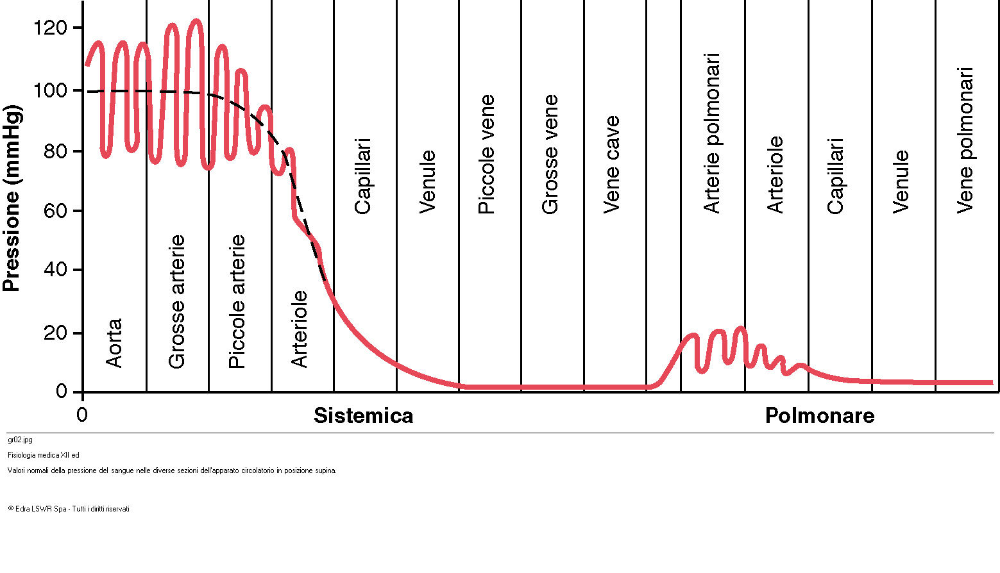 Pressione (mmHg)
120
100
80
60
40
20
0
0
Aorta
Grosse arterie
Piccole arterie
Arteriole
Capillari
Venule
Piccole vene
Grosse vene
Vene cave
Arterie polmonari
Arteriole
Capillari
Venule
Vene polmonari
Sistemica
Polmonare
gr02.jpg
Fisiologia medica XII ed
Valori normali della pressione del sangue nelle diverse sezioni dell'apparato circolatorio in posizione supina.
© Edra LSWR Spa - Tutti i diritti riservati